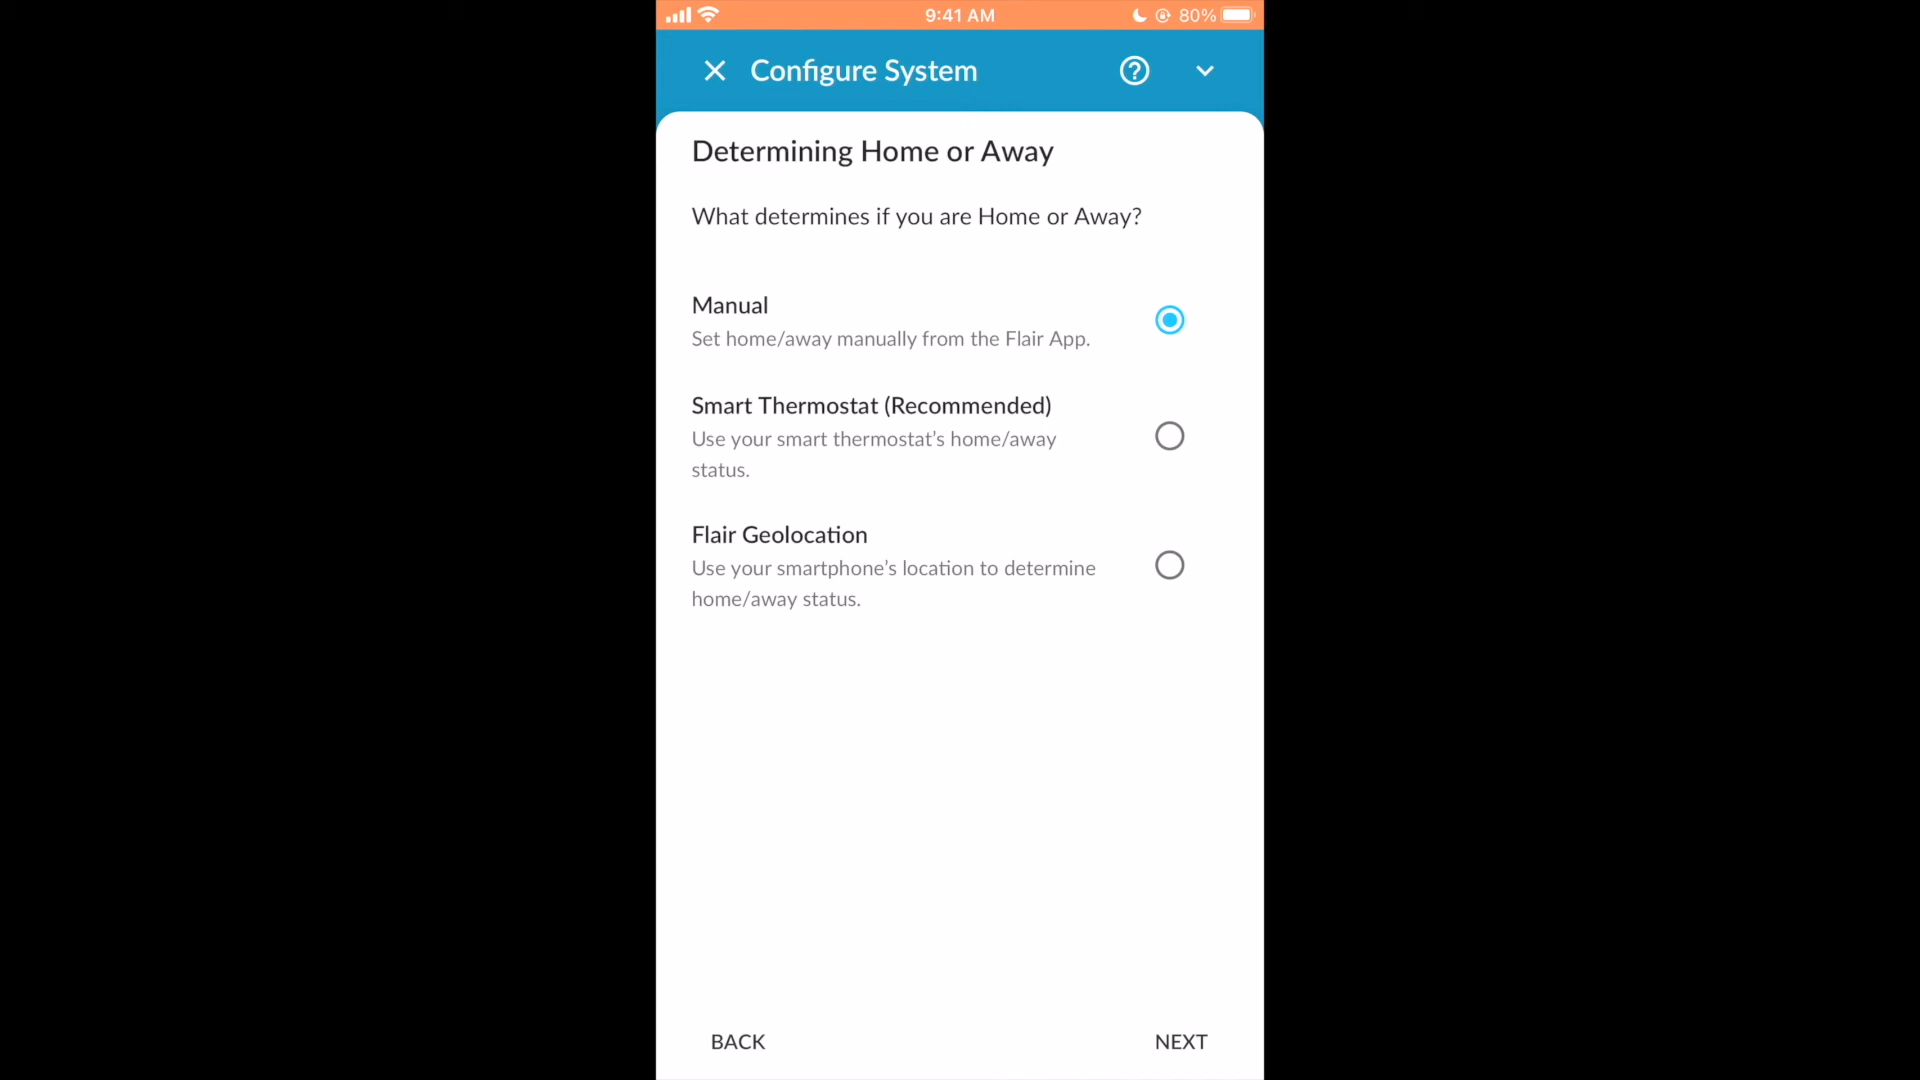 9:41 AM
80%
Configure System
Determining Home or Away
What determines if you are Home or Away?
Manual
Set home/away manually from the Flair App.
Smart Thermostat (Recommended)
Use your smart thermostat’s home/away
status.
Flair Geolocation
Use your smartphone’s location to determine
home/away status.
BACK
NEXT